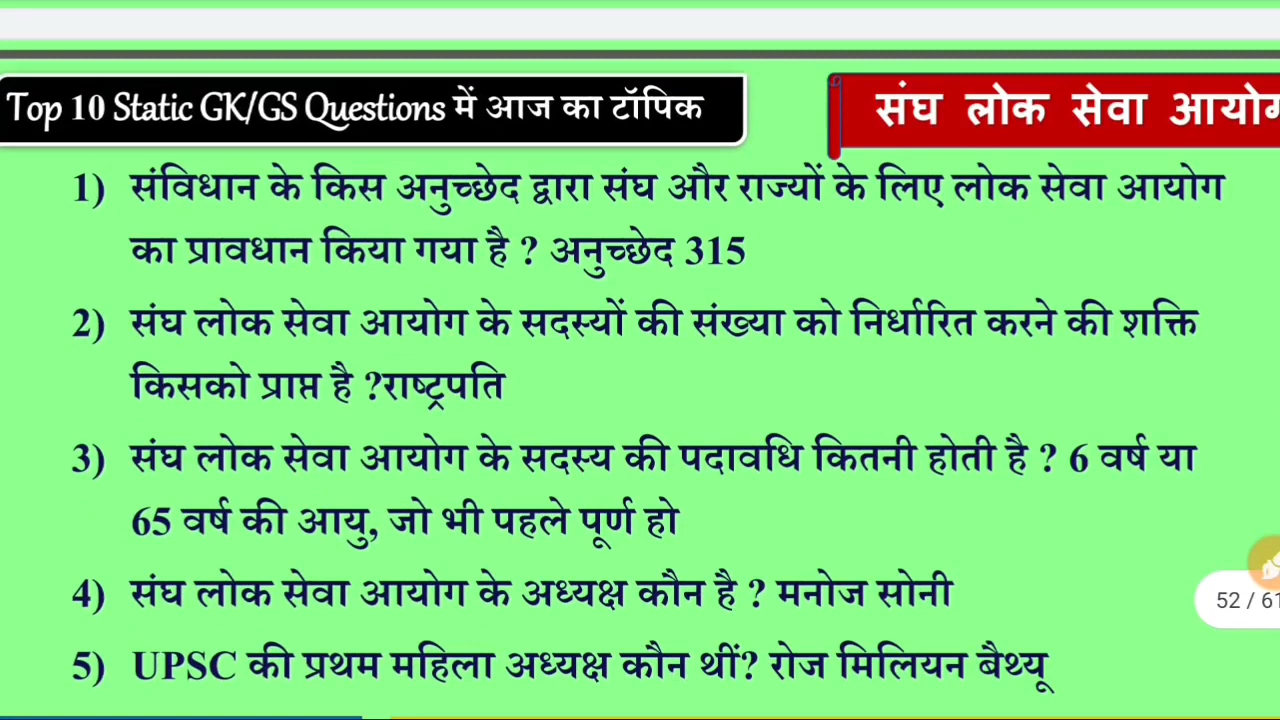 Top 10 Static GK/GS Questions में आज का टॉपिक
संघ लोक सेवा आयोग
1) संविधान के किस अनुच्छेद द्वारा संघ और राज्यों के लिए लोक सेवा आयोग
का प्रावधान किया गया है ? अनुच्छेद 315
2) संघ लोक सेवा आयोग के सदस्यों की संख्या को निर्धारित करने की शक्ति
किसको प्राप्त है ?राष्ट्रपति
3) संघ लोक सेवा आयोग के सदस्य की पदावधि कितनी होती है ? 6 वर्ष या
65 वर्ष की आयु, जो भी पहले पूर्ण हो
4) संघ लोक सेवा आयोग के अध्यक्ष कौन है ? मनोज सोनी
52 / 61
5) UPSC की प्रथम महिला अध्यक्ष कौन थीं? रोज मिलियन बैथ्यू